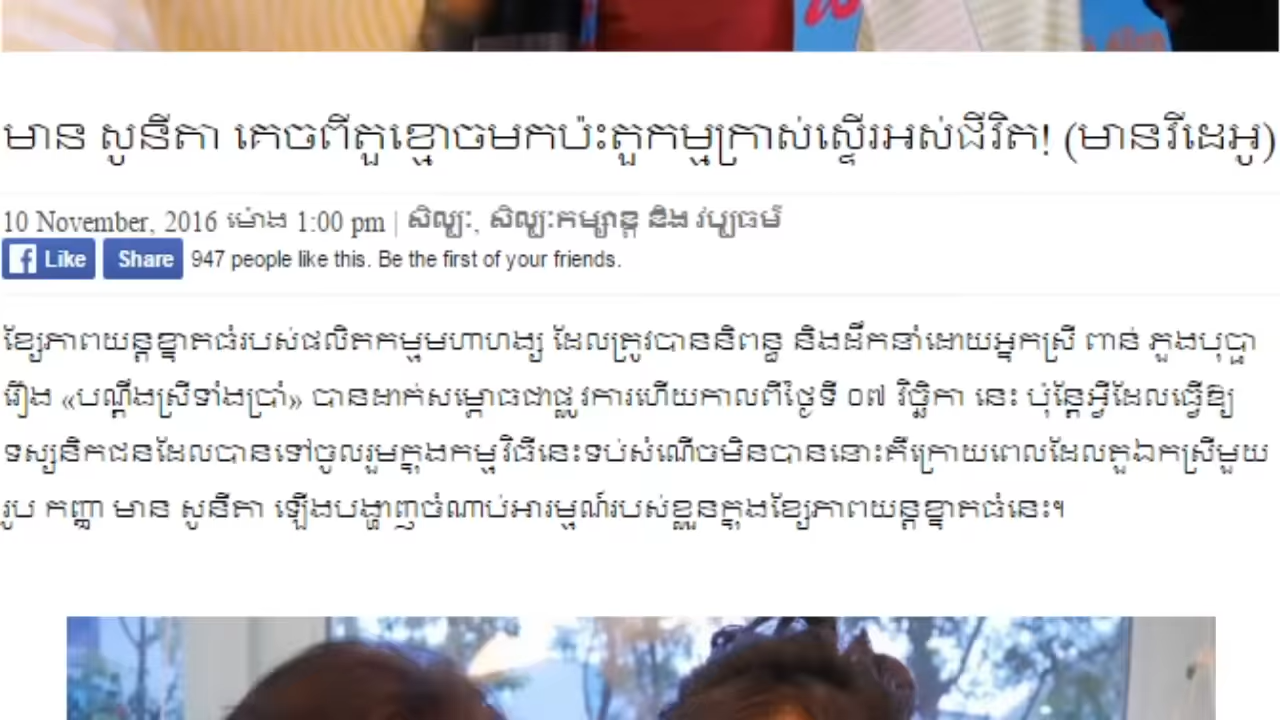 មាន សូនីតា គេចពីតួខ្មោចមកប៉ះតួកម្មក្រាស់ស្ទើរអស់ជីវិត! (មានវីដេអូ)
10 November, 2016 ម៉ោង 1:00 pm | សិល្បៈ, សិល្បៈកម្សាន្ត និង វប្បធម៌
Like Share 947 people like this. Be the first of your friends.
ខ្សែភាពយន្តខ្នាតធំរបស់ផលិតកម្មមហាហង្ស ដែលត្រូវបាននិពន្ធ និងដឹកនាំដោយអ្នកស្រី ពាន់ ភួងបុប្ផា
រឿង «បណ្ដឹងស្រីទាំងប្រាំ» បានដាក់សម្ភោធជាផ្លូវការហើយកាលពីថ្ងៃទី ០៧ វិច្ឆិកា នេះ ប៉ុន្តែអ្វីដែលធ្វើឱ្យ
ទស្សនិកជនដែលបានទៅចូលរួមក្នុងកម្មវិធីនេះទប់សំណើចមិនបាននោះគឺក្រោយពេលដែលតួឯកស្រីមួយ
រូប កញ្ញា មាន សូនីតា ឡើងបង្ហាញចំណាប់អារម្មណ៍របស់ខ្លួនក្នុងខ្សែភាពយន្តខ្នាតធំនេះ។